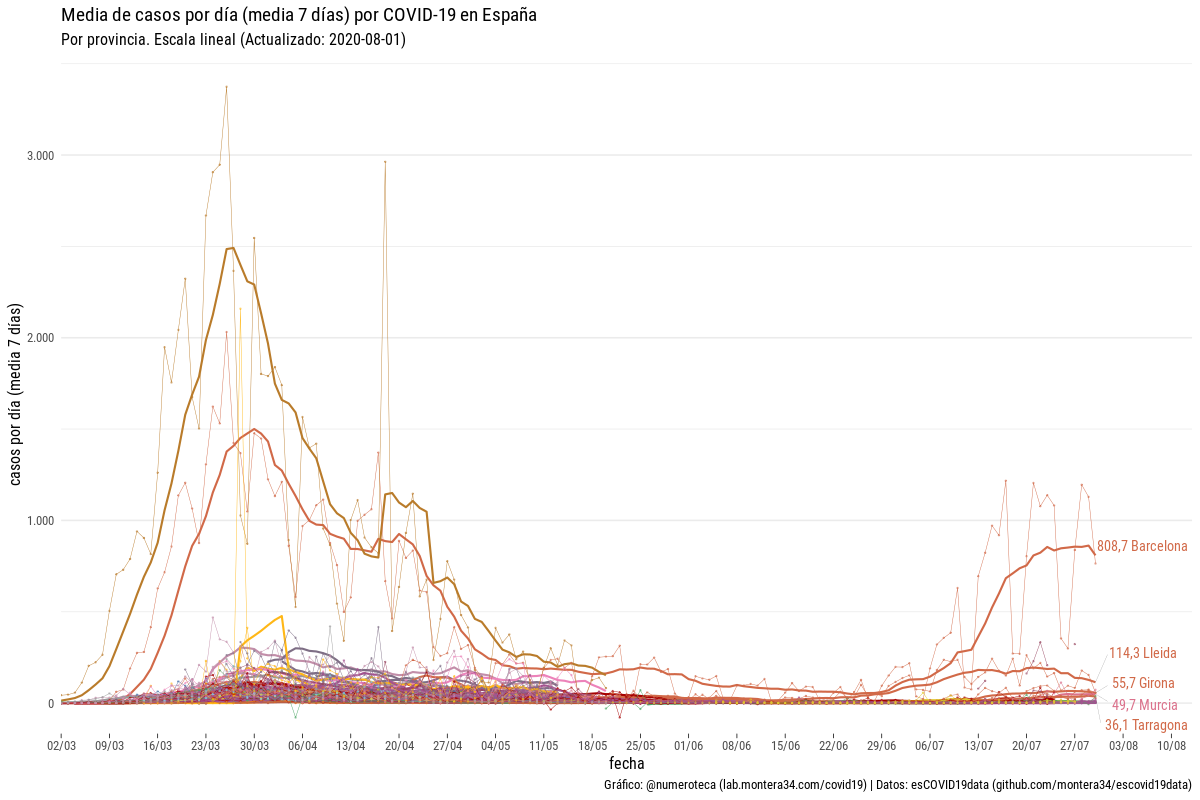 Media de casos por día (media 7 días) por COVID-19 en España
Por provincia. Escala lineal (Actualizado: 2020-08-01)
casos por día (media 7 días)
3.000
2.000
1.000
0
808,7 Barcelona
114,3 Lleida
55,7 Girona
49,7 Murcia
36,1 Tarragona
02/03 09/03 16/03 23/03 30/03 06/04 13/04 20/04 27/04 04/05 11/05 18/05 25/05 01/06 08/06 15/06 22/06 29/06 06/07 13/07 20/07 27/07 03/08 10/08
fecha
Gráfico: @numeroteca (lab.montera34.com/covid19) | Datos: esCOVID19data (github.com/montera34/escovid19data)